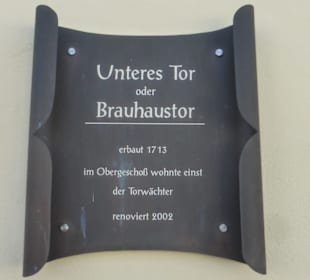 Unteres Tor
oder
Brauhaustor
erbaut 1713
im Obergeschoß wohnte einst
der Torwächter
renoviert 2002